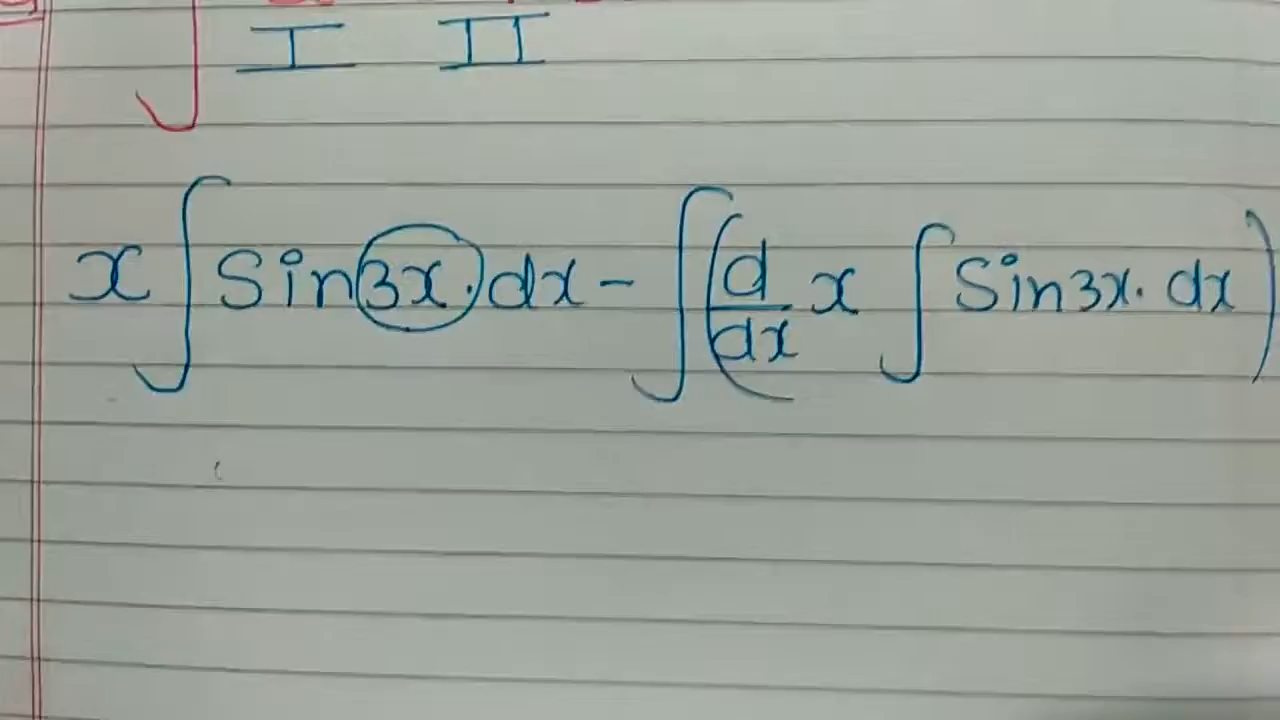 ∫ I II
x ∫ Sin3x. dx - ∫ (d/dx x ∫ Sin3x. dx)